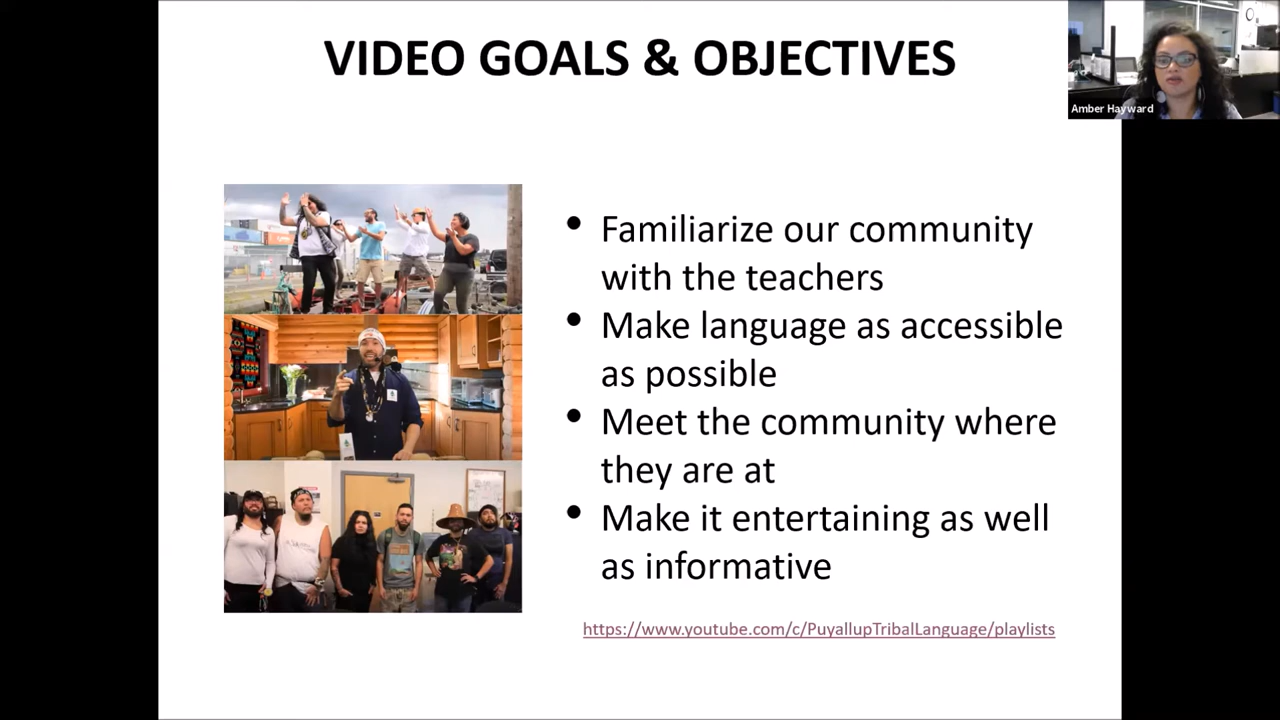 VIDEO GOALS & OBJECTIVES
Amber Hayward
• Familiarize our community
with the teachers
• Make language as accessible
as possible
• Meet the community where
they are at
• Make it entertaining as well
as informative
https://www.youtube.com/c/PuyallupTribalLanguage/playlists